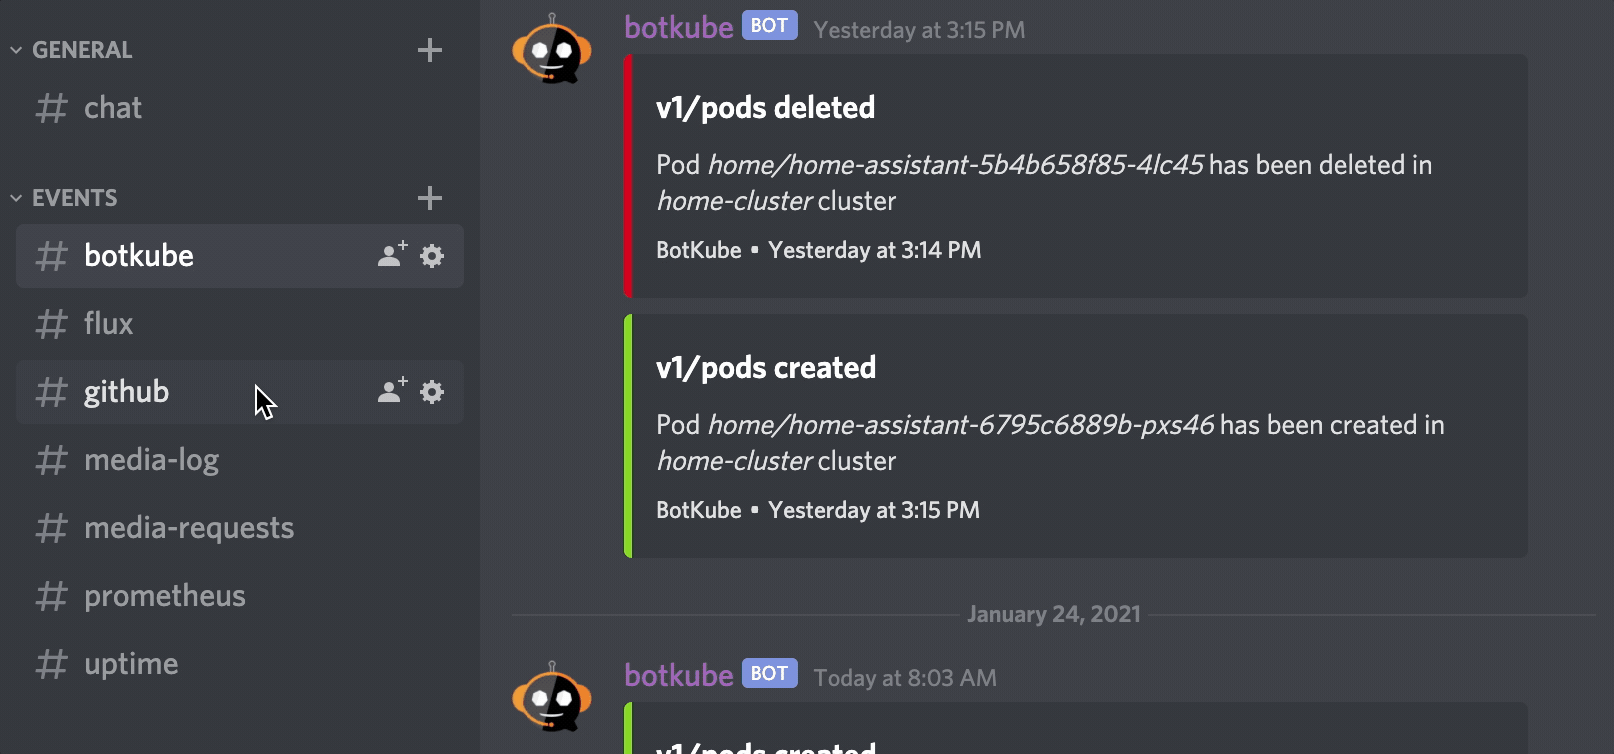 GENERAL
# chat
EVENTS
# botkube
# flux
# github
# media-log
# media-requests
# prometheus
# uptime
botkube BOT Yesterday at 3:15 PM
v1/pods deleted
Pod home/home-assistant-5b4b658f85-4lc45 has been deleted in
home-cluster cluster
BotKube • Yesterday at 3:14 PM
v1/pods created
Pod home/home-assistant-6795c6889b-pxs46 has been created in
home-cluster cluster
BotKube • Yesterday at 3:15 PM
January 24, 2021
botkube BOT Today at 8:03 AM
v1/pods created